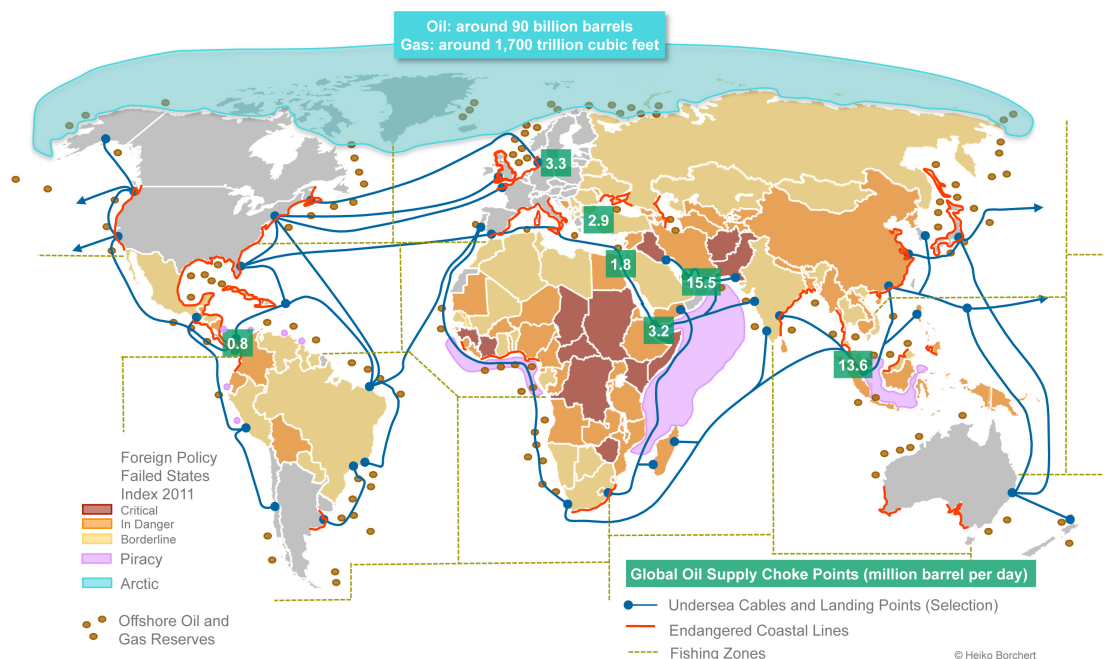 Oil: around 90 billion barrels
Gas: around 1,700 trillion cubic feet
3.3
2.9
1.8
15.5
3.2
0.8
13.6
Foreign Policy
Failed States
Index 2011
Critical
In Danger
Borderline
Piracy
Arctic
Offshore Oil and
Gas Reserves
Global Oil Supply Choke Points (million barrel per day)
Undersea Cables and Landing Points (Selection)
Endangered Coastal Lines
Fishing Zones
© Heiko Borchert